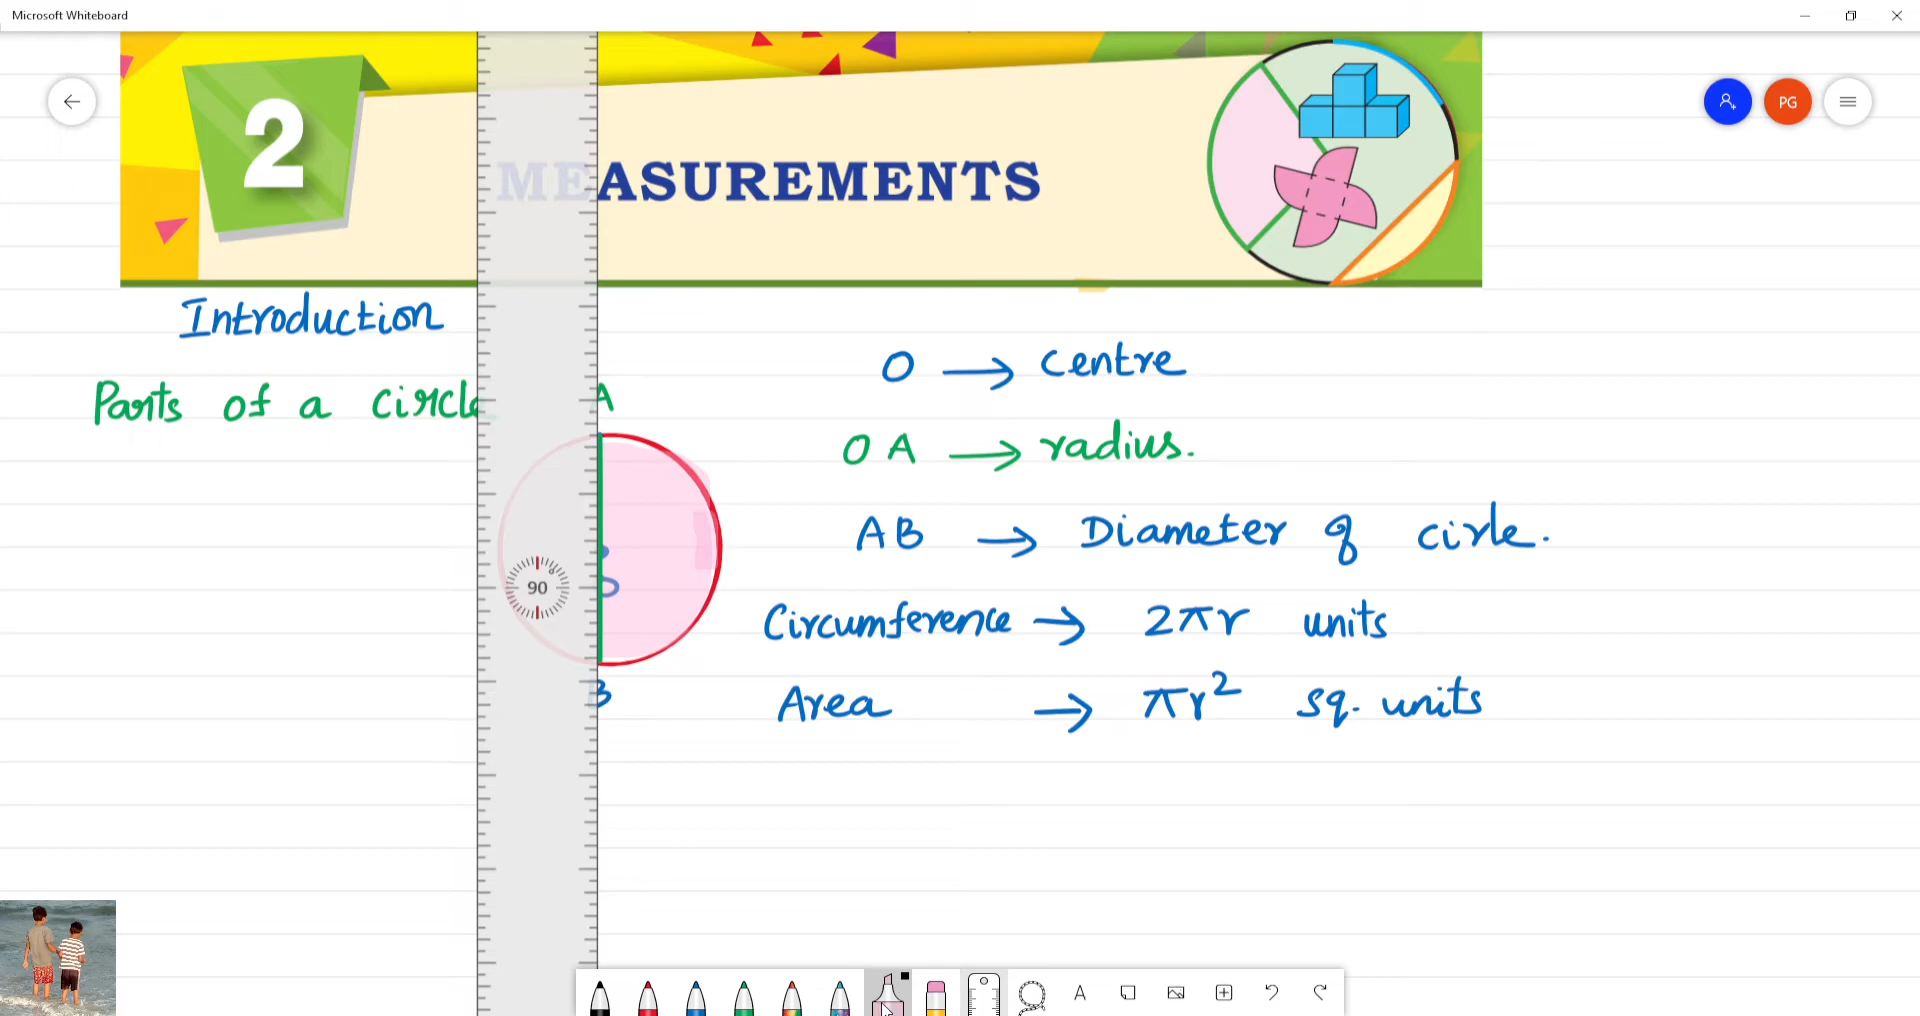 Microsoft Whiteboard
2
MEASUREMENTS
PG
Introduction
Parts of a circle
A
O
B
90
O → centre
OA → radius.
AB → Diameter of cirle.
Circumference → 2πr units
Area → πr² sq. units
A